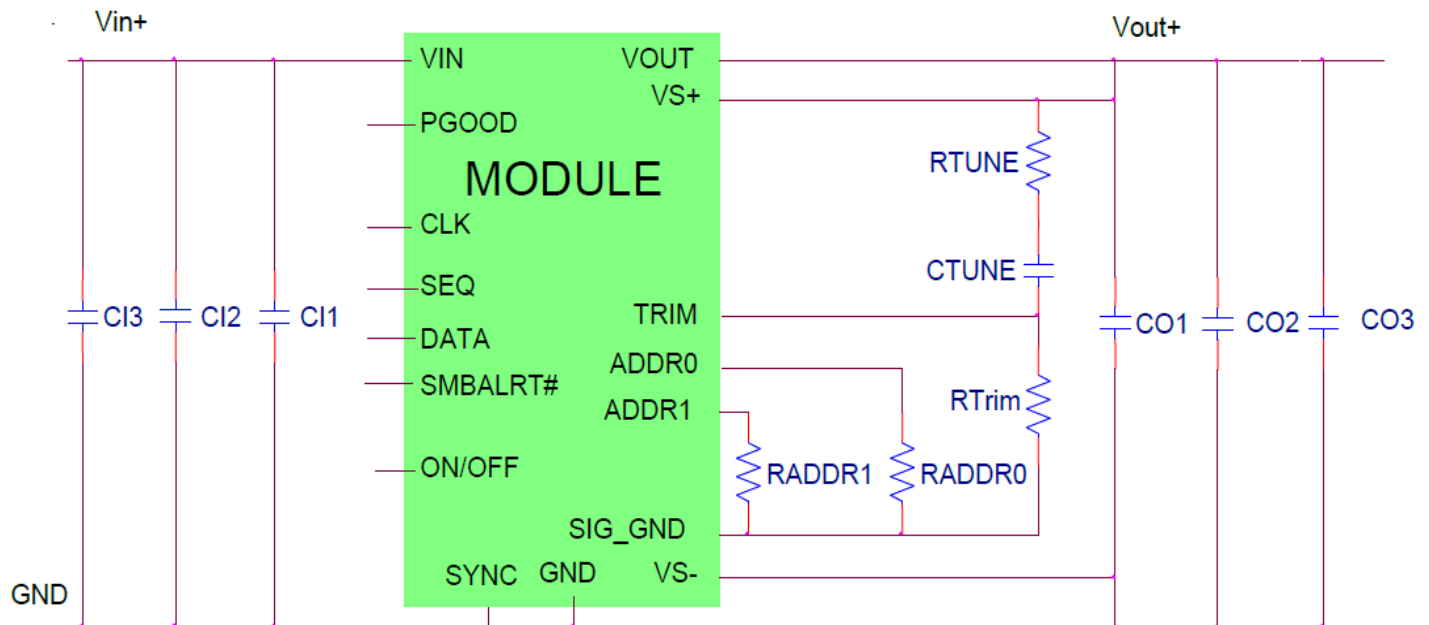 Vin+
Vout+
VIN
VOUT
VS+
PGOOD
MODULE
RTUNE
CLK
CTUNE
SEQ
TRIM
CI3
CI2
CI1
CO1
CO2
CO3
DATA
ADDR0
SMBALRT#
ADDR1
RTrim
ON/OFF
RADDR1
RADDR0
SIG_GND
SYNC
GND
VS-
GND